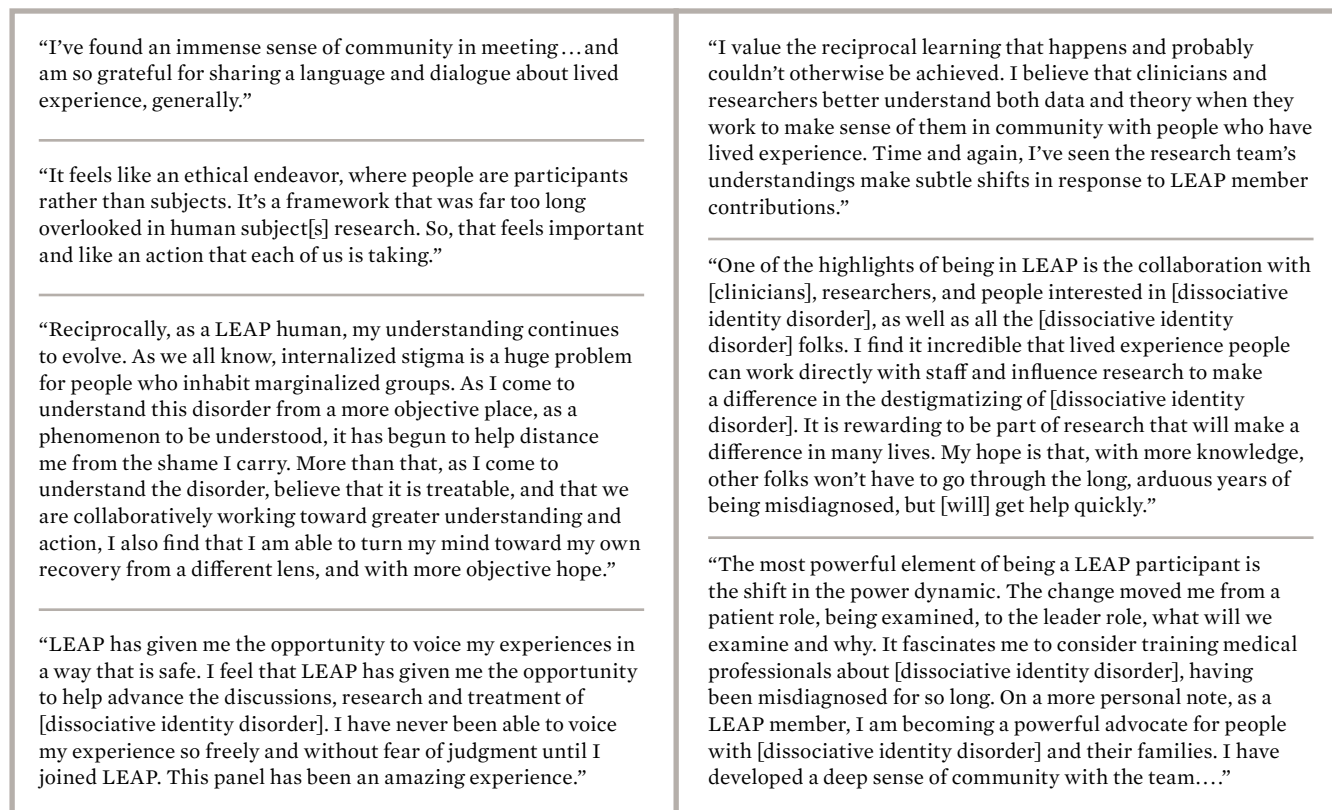 “I’ve found an immense sense of community in meeting...and
am so grateful for sharing a language and dialogue about lived
experience, generally.”
“It feels like an ethical endeavor, where people are participants
rather than subjects. It’s a framework that was far too long
overlooked in human subject[s] research. So, that feels important
and like an action that each of us is taking.”
“Reciprocally, as a LEAP human, my understanding continues
to evolve. As we all know, internalized stigma is a huge problem
for people who inhabit marginalized groups. As I come to
understand this disorder from a more objective place, as a
phenomenon to be understood, it has begun to help distance
me from the shame I carry. More than that, as I come to
understand the disorder, believe that it is treatable, and that we
are collaboratively working toward greater understanding and
action, I also find that I am able to turn my mind toward my own
recovery from a different lens, and with more objective hope.”
“LEAP has given me the opportunity to voice my experiences in
a way that is safe. I feel that LEAP has given me the opportunity
to help advance the discussions, research and treatment of
[dissociative identity disorder]. I have never been able to voice
my experience so freely and without fear of judgment until I
joined LEAP. This panel has been an amazing experience.”
“I value the reciprocal learning that happens and probably
couldn’t otherwise be achieved. I believe that clinicians and
researchers better understand both data and theory when they
work to make sense of them in community with people who have
lived experience. Time and again, I’ve seen the research team’s
understandings make subtle shifts in response to LEAP member
contributions.”
“One of the highlights of being in LEAP is the collaboration with
[clinicians], researchers, and people interested in [dissociative
identity disorder], as well as all the [dissociative identity
disorder] folks. I find it incredible that lived experience people
can work directly with staff and influence research to make
a difference in the destigmatizing of [dissociative identity
disorder]. It is rewarding to be part of research that will make a
difference in many lives. My hope is that, with more knowledge,
other folks won’t have to go through the long, arduous years of
being misdiagnosed, but [will] get help quickly.”
“The most powerful element of being a LEAP participant is
the shift in the power dynamic. The change moved me from a
patient role, being examined, to the leader role, what will we
examine and why. It fascinates me to consider training medical
professionals about [dissociative identity disorder], having
been misdiagnosed for so long. On a more personal note, as a
LEAP member, I am becoming a powerful advocate for people
with [dissociative identity disorder] and their families. I have
developed a deep sense of community with the team....”